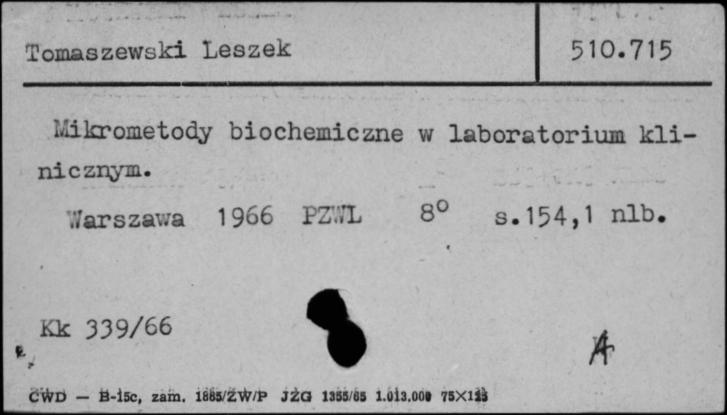 Tomaszewski Leszek 510.715
Mikrometody biochemiczne w laboratorium kli-
nicznym.
Warszawa 1966 PZWL 8° s.154,1 nlb.
Kk 339/66
A
CWD — B-15c, zam. 1865/ZW/P JZG 1355/65 1.013,000 75X125